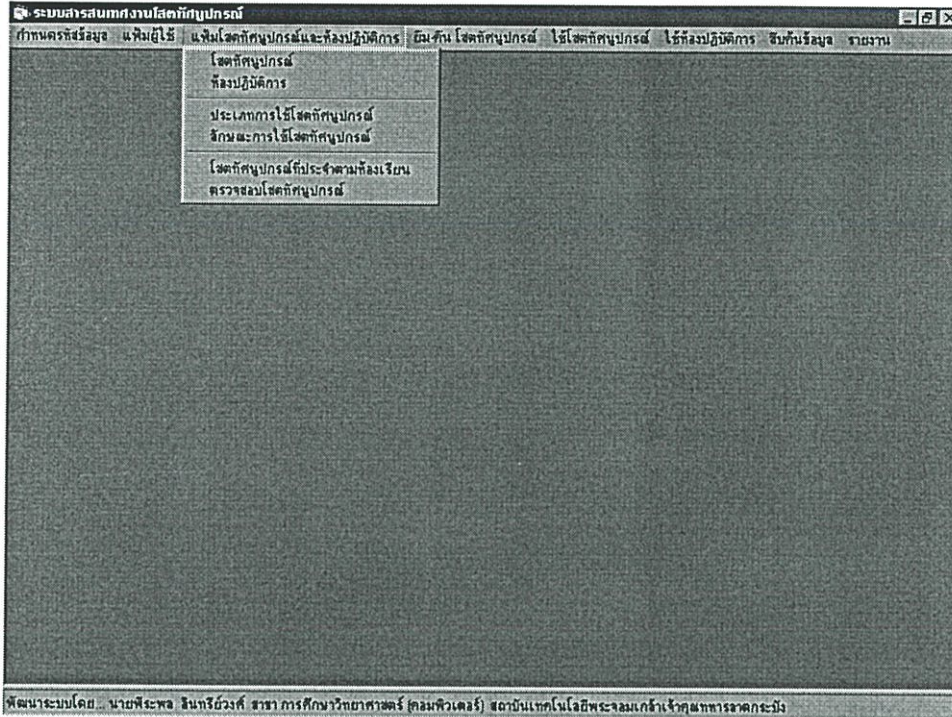 ระบบสารสนเทศงานโสตทัศนูปกรณ์
กำหนดรหัสข้อมูล แฟ้มผู้ใช้ แฟ้มโสตทัศนูปกรณ์และห้องปฏิบัติการ ยืม-คืน โสตทัศนูปกรณ์ ใช้โสตทัศนูปกรณ์ ใช้ห้องปฏิบัติการ สืบค้นข้อมูล รายงาน
โสตทัศนูปกรณ์
ห้องปฏิบัติการ
ประเภทการใช้โสตทัศนูปกรณ์
ลักษณะการใช้โสตทัศนูปกรณ์
โสตทัศนูปกรณ์ที่ประจำตามห้องเรียน
ตรวจสอบโสตทัศนูปกรณ์
พัฒนาระบบโดย... นายพีระพล อินทรีย์วงศ์ สาขา การศึกษาวิทยาศาสตร์ (คอมพิวเตอร์) สถาบันเทคโนโลยีพระจอมเกล้าเจ้าคุณทหารลาดกระบัง